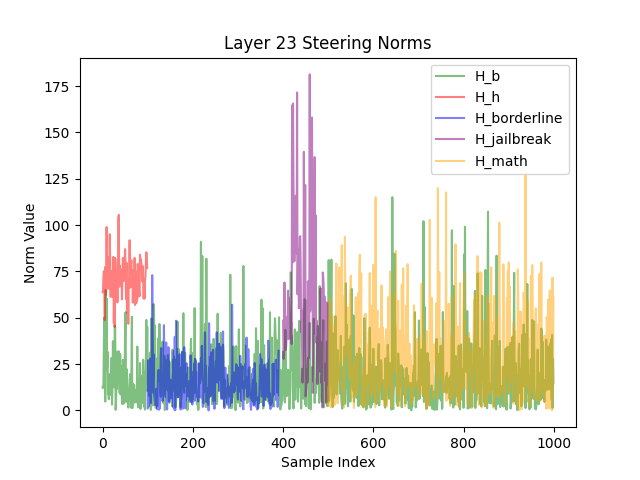 Layer 23 Steering Norms
H_b
H_h
H_borderline
H_jailbreak
H_math
Norm Value
175
150
125
100
75
50
25
0
0
200
400
600
800
1000
Sample Index